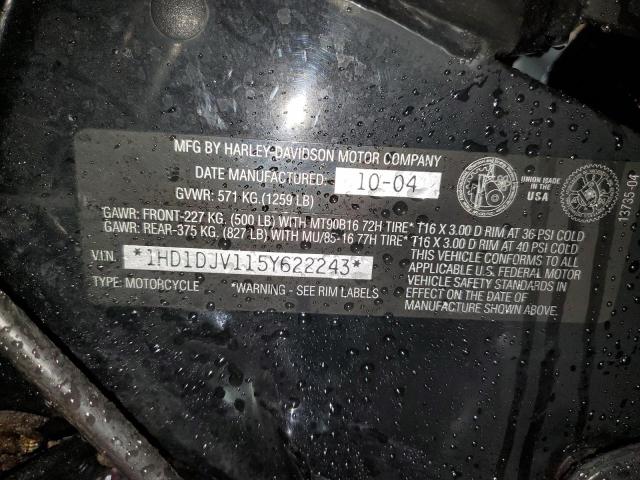 MFG BY HARLEY-DAVIDSON MOTOR COMPANY
DATE MANUFACTURED: 10-04
GVWR: 571 KG. (1259 LB)
UNION MADE IN THE USA
13735-04
GAWR: FRONT-227 KG. (500 LB) WITH MT90B16 72H TIRE* T16 X 3.00 D RIM AT 36 PSI COLD
GAWR: REAR-375 KG. (827 LB) WITH MU/85-16 77H TIRE* T16 X 3.00 D RIM AT 40 PSI COLD
V.I.N. *1HD1DJV115Y622243*
THIS VEHICLE CONFORMS TO ALL
APPLICABLE U.S. FEDERAL MOTOR
VEHICLE SAFETY STANDARDS IN
EFFECT ON THE DATE OF
MANUFACTURE SHOWN ABOVE.
TYPE: MOTORCYCLE *WARNING - SEE RIM LABELS